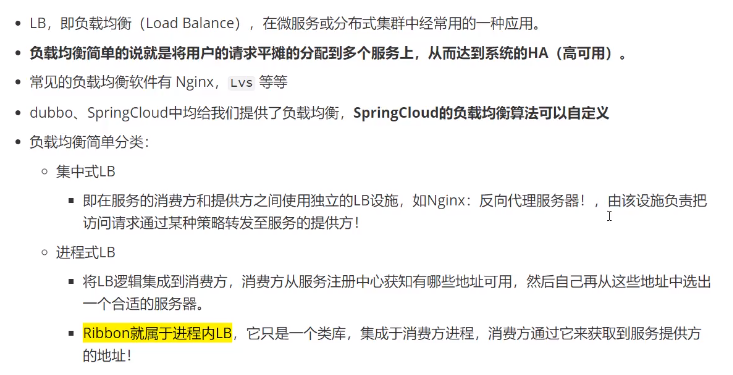 LB，即负载均衡（Load Balance），在微服务或分布式集群中经常用的一种应用。
负载均衡简单的说就是将用户的请求平摊的分配到多个服务上，从而达到系统的HA（高可用）。
常见的负载均衡软件有 Nginx，Lvs 等等
dubbo、SpringCloud中均给我们提供了负载均衡，SpringCloud的负载均衡算法可以自定义
负载均衡简单分类：
集中式LB
即在服务的消费方和提供方之间使用独立的LB设施，如Nginx：反向代理服务器！，由该设施负责把
访问请求通过某种策略转发至服务的提供方！
进程式LB
将LB逻辑集成到消费方，消费方从服务注册中心获知有哪些地址可用，然后自己再从这些地址中选出
一个合适的服务器。
Ribbon就属于进程内LB，它只是一个类库，集成于消费方进程，消费方通过它来获取到服务提供方
的地址！